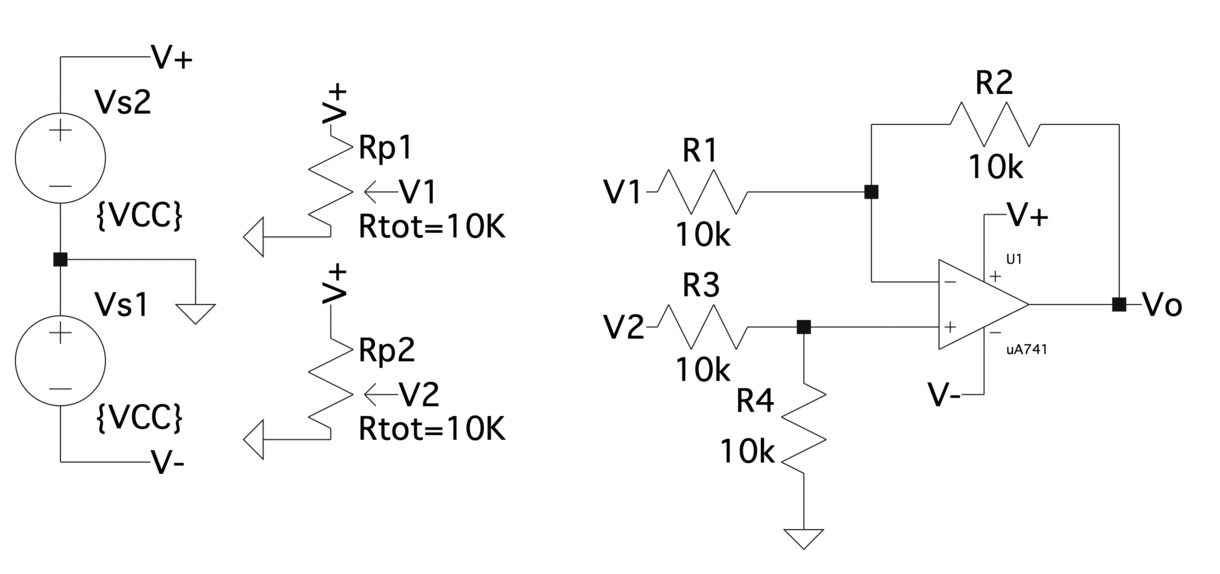 V+
Vs2
+
−
{VCC}
Vs1
+
−
{VCC}
V-
V+
Rp1
V1
Rtot=10K
V+
Rp2
V2
Rtot=10K
R2
10k
R1
V1
10k
R3
V2
10k
R4
10k
V+
U1
+
−
+
−
uA741
V-
Vo